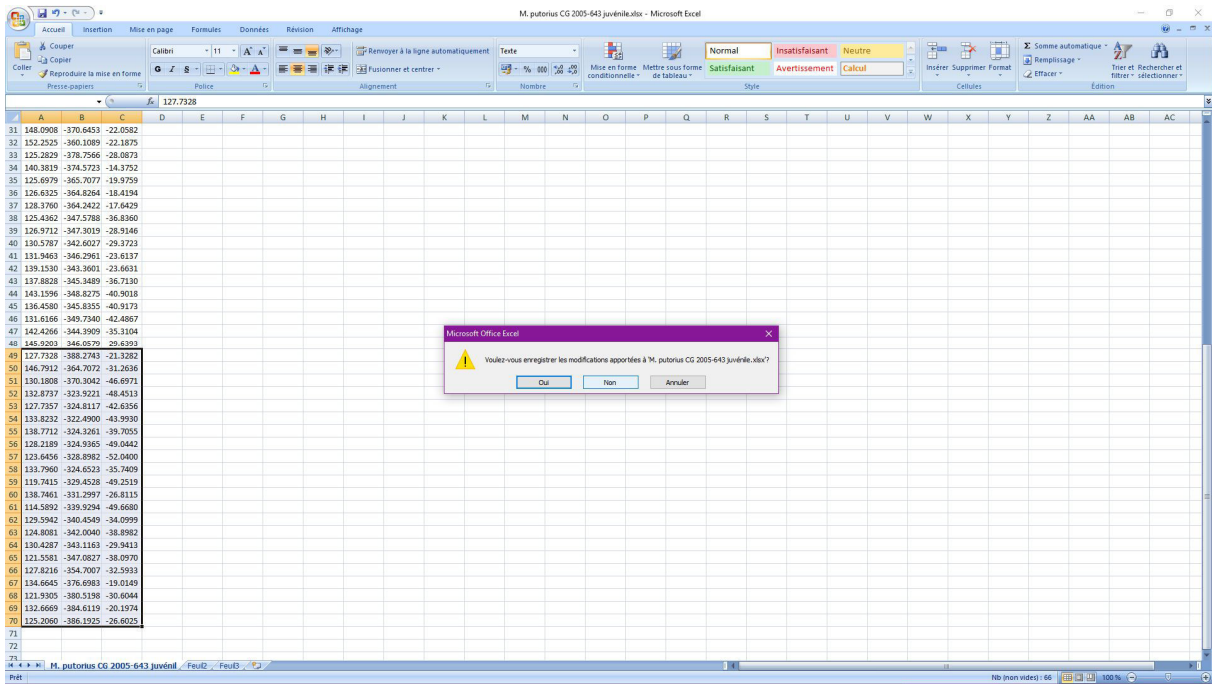 M. putorius CG 2005-643 juvénile.xlsx - Microsoft Excel
Accueil Insertion Mise en page Formules Données Révision Affichage
Couper Calibri 11 Renvoyer à la ligne automatiquement Texte Normal Insatisfaisant Neutre Somme automatique
Copier Remplissage
Coller Reproduire la mise en forme G I S Fusionner et centrer % 000 Mise en forme conditionnelle Mettre sous forme de tableau Satisfaisant Avertissement Calcul Insérer Supprimer Format Effacer Trier et filtrer Rechercher et sélectionner
Presse-papiers Police Alignement Nombre Style Cellules Édition
fx 127.7328
A B C D E F G H I J K L M N O P Q R S T U V W X Y Z AA AB AC
31 148.0908 -370.6453 -22.0582
32 152.2525 -360.1089 -22.1875
33 125.2829 -378.7566 -28.0873
34 140.3819 -374.5723 -14.3752
35 125.6979 -365.7077 -19.9759
36 126.6325 -364.8264 -18.4194
37 128.3760 -364.2422 -17.6429
38 125.4362 -347.5788 -36.8360
39 126.9712 -347.3019 -28.9146
40 130.5787 -342.6027 -29.3723
41 131.9463 -346.2961 -23.6137
42 139.1530 -343.3601 -23.6631
43 137.8828 -345.3489 -36.7130
44 143.1596 -348.8275 -40.9018
45 136.4580 -345.8355 -40.9173
46 131.6166 -349.7340 -42.4867
47 142.4266 -344.3909 -35.3104
48 145.9203 346.0579 29.6393
49 127.7328 -388.2743 -21.3282
50 146.7912 -364.7072 -31.2636
51 130.1808 -370.3042 -46.6971
52 132.8737 -323.9221 -48.4513
53 127.7357 -324.8117 -42.6356
54 133.8232 -322.4900 -43.9930
55 138.7712 -324.3261 -39.7055
56 128.2189 -324.9365 -49.0442
57 123.6456 -328.8982 -52.0400
58 133.7960 -324.6523 -35.7409
59 119.7415 -329.4528 -49.2519
60 138.7461 -331.2997 -26.8115
61 114.5892 -339.9294 -49.6680
62 129.5942 -340.4549 -34.0999
63 124.8081 -342.0040 -38.8982
64 130.4287 -343.1163 -29.9413
65 121.5581 -347.0827 -38.0970
66 127.8216 -354.7007 -32.5933
67 134.6645 -376.6983 -19.0149
68 121.9305 -380.5198 -30.6044
69 132.6669 -384.6119 -20.1974
70 125.2060 -386.1925 -26.6025
71
72
73
Microsoft Office Excel
Voulez-vous enregistrer les modifications apportées à 'M. putorius CG 2005-643 juvénile.xlsx'?
Oui Non Annuler
M. putorius CG 2005-643 juvénil Feuil2 Feuil3
Prêt Nb (non vides) : 66 100 %